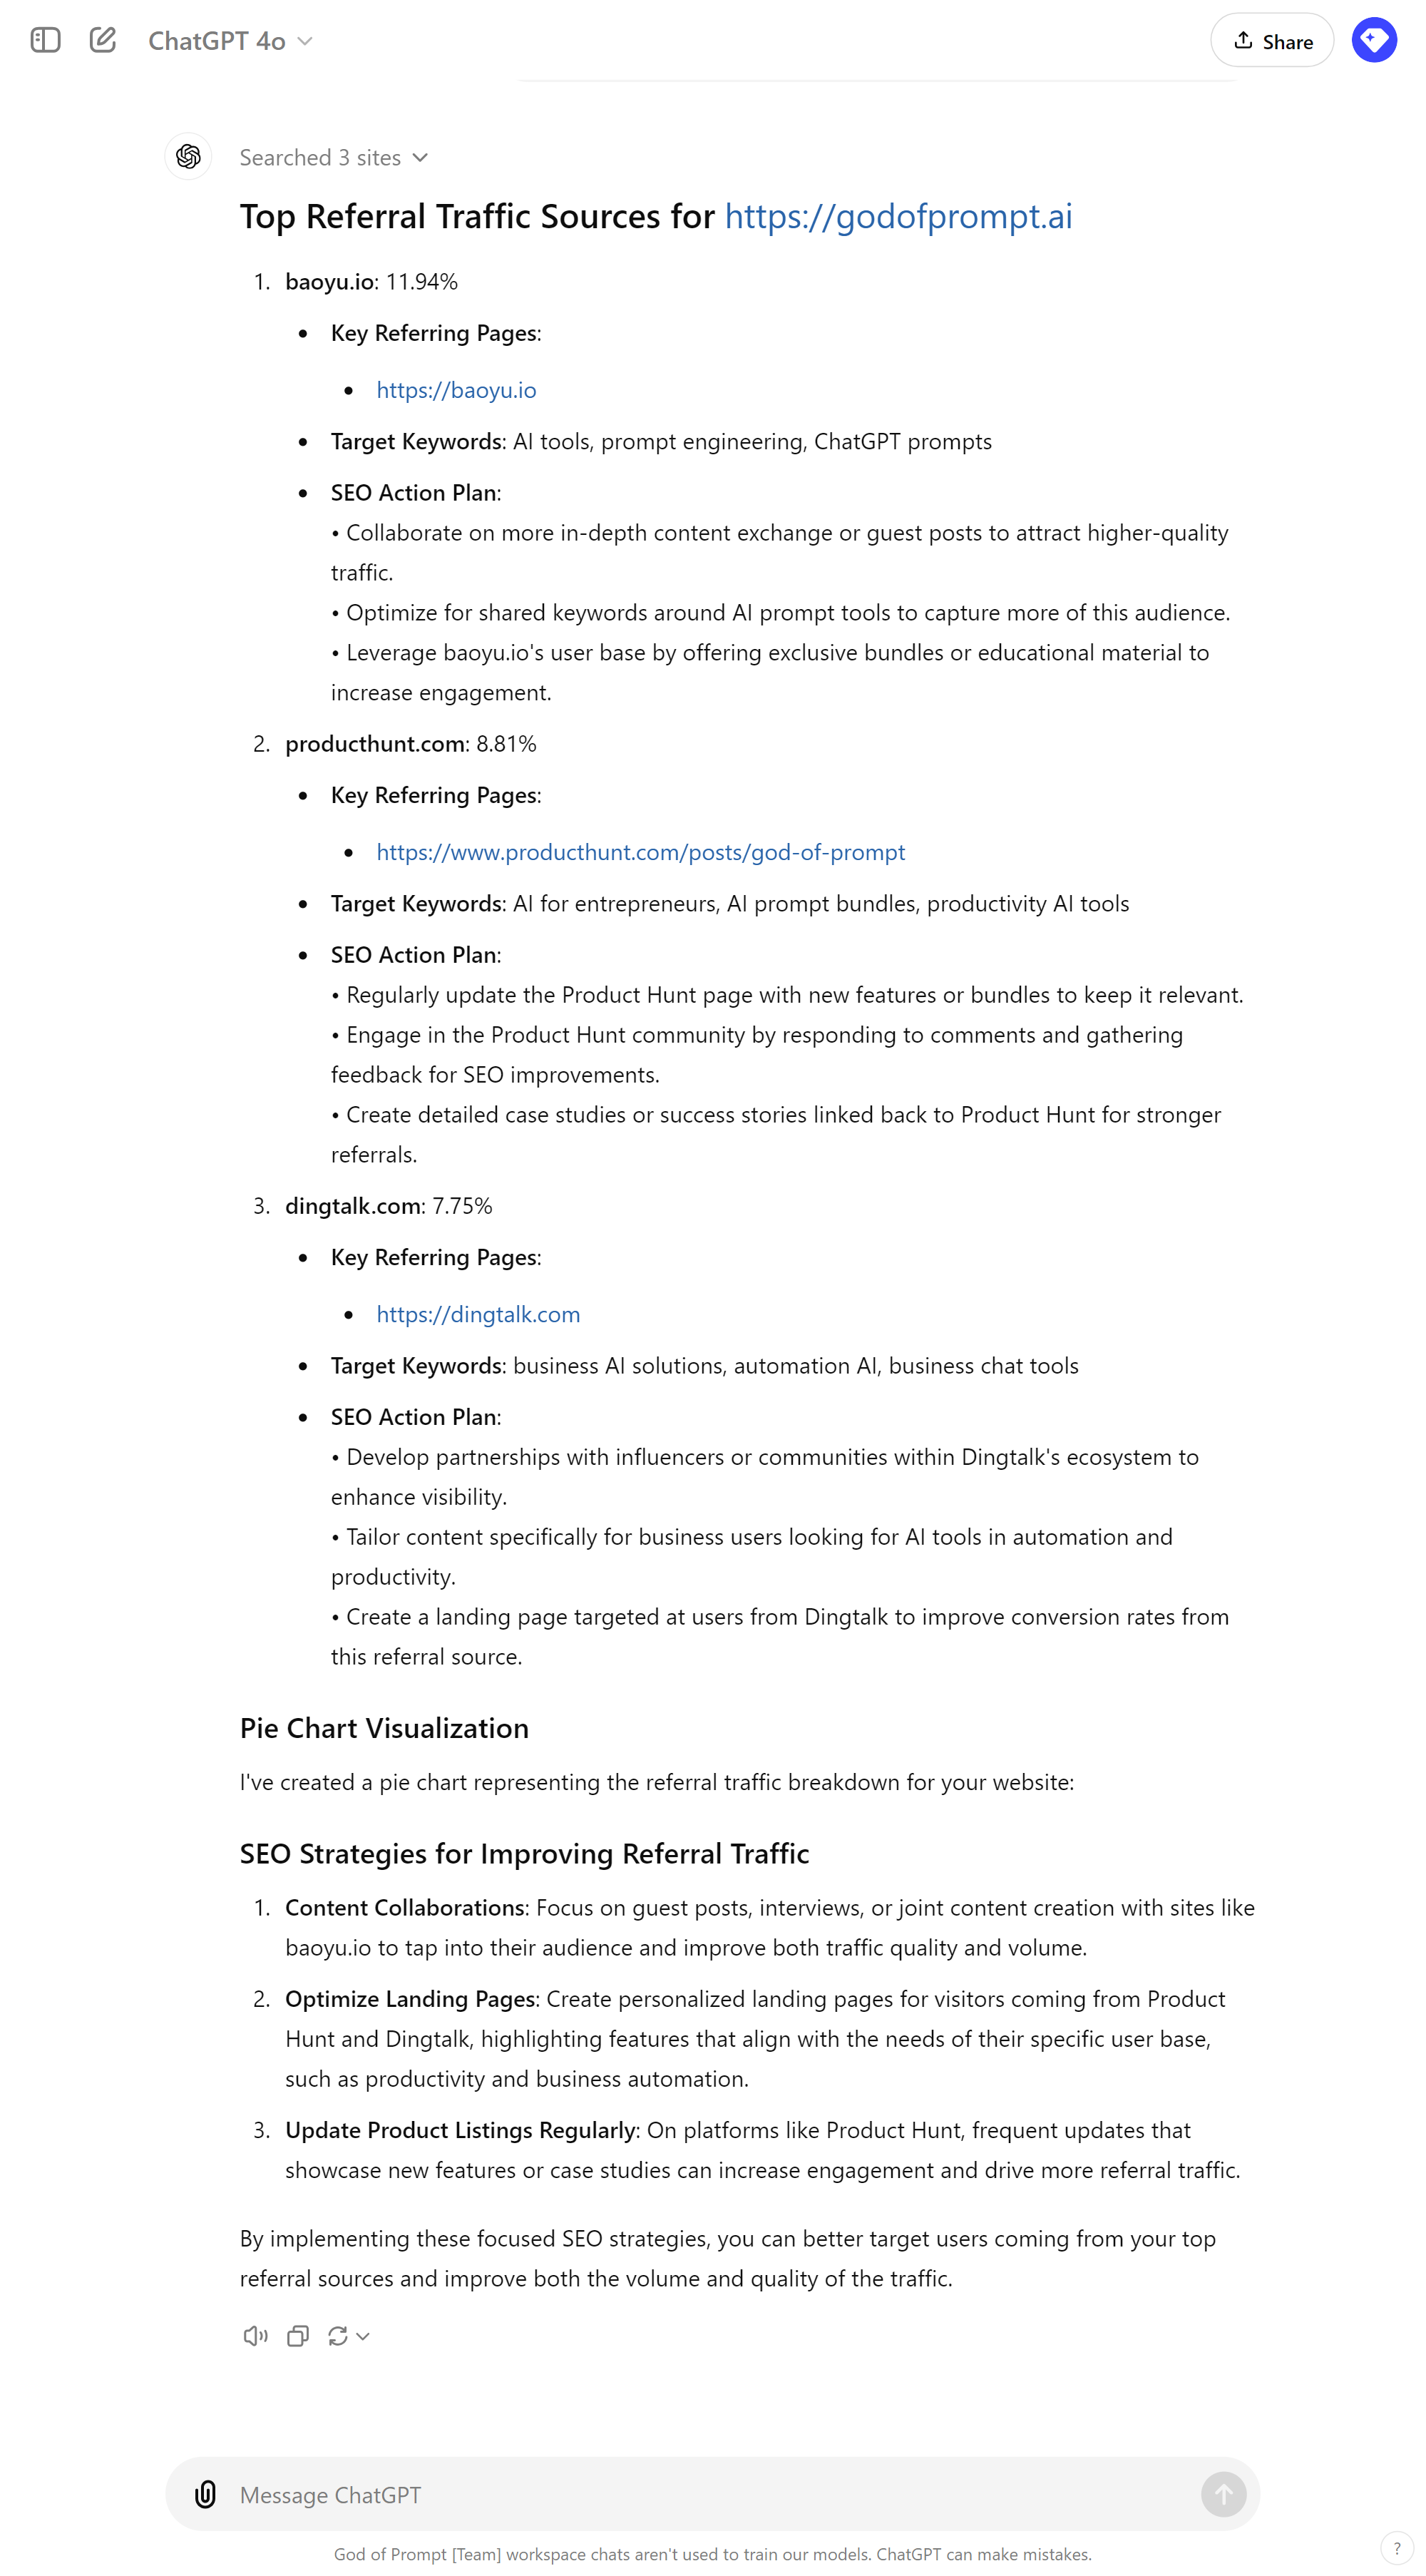 ChatGPT 4o
Share
Searched 3 sites
Top Referral Traffic Sources for https://godofprompt.ai
1. baoyu.io: 11.94%
• Key Referring Pages:
• https://baoyu.io
• Target Keywords: AI tools, prompt engineering, ChatGPT prompts
• SEO Action Plan:
• Collaborate on more in-depth content exchange or guest posts to attract higher-quality
traffic.
• Optimize for shared keywords around AI prompt tools to capture more of this audience.
• Leverage baoyu.io's user base by offering exclusive bundles or educational material to
increase engagement.
2. producthunt.com: 8.81%
• Key Referring Pages:
• https://www.producthunt.com/posts/god-of-prompt
• Target Keywords: AI for entrepreneurs, AI prompt bundles, productivity AI tools
• SEO Action Plan:
• Regularly update the Product Hunt page with new features or bundles to keep it relevant.
• Engage in the Product Hunt community by responding to comments and gathering
feedback for SEO improvements.
• Create detailed case studies or success stories linked back to Product Hunt for stronger
referrals.
3. dingtalk.com: 7.75%
• Key Referring Pages:
• https://dingtalk.com
• Target Keywords: business AI solutions, automation AI, business chat tools
• SEO Action Plan:
• Develop partnerships with influencers or communities within Dingtalk's ecosystem to
enhance visibility.
• Tailor content specifically for business users looking for AI tools in automation and
productivity.
• Create a landing page targeted at users from Dingtalk to improve conversion rates from
this referral source.
Pie Chart Visualization
I've created a pie chart representing the referral traffic breakdown for your website:
SEO Strategies for Improving Referral Traffic
1. Content Collaborations: Focus on guest posts, interviews, or joint content creation with sites like
baoyu.io to tap into their audience and improve both traffic quality and volume.
2. Optimize Landing Pages: Create personalized landing pages for visitors coming from Product
Hunt and Dingtalk, highlighting features that align with the needs of their specific user base,
such as productivity and business automation.
3. Update Product Listings Regularly: On platforms like Product Hunt, frequent updates that
showcase new features or case studies can increase engagement and drive more referral traffic.
By implementing these focused SEO strategies, you can better target users coming from your top
referral sources and improve both the volume and quality of the traffic.
Message ChatGPT
God of Prompt [Team] workspace chats aren't used to train our models. ChatGPT can make mistakes.
?